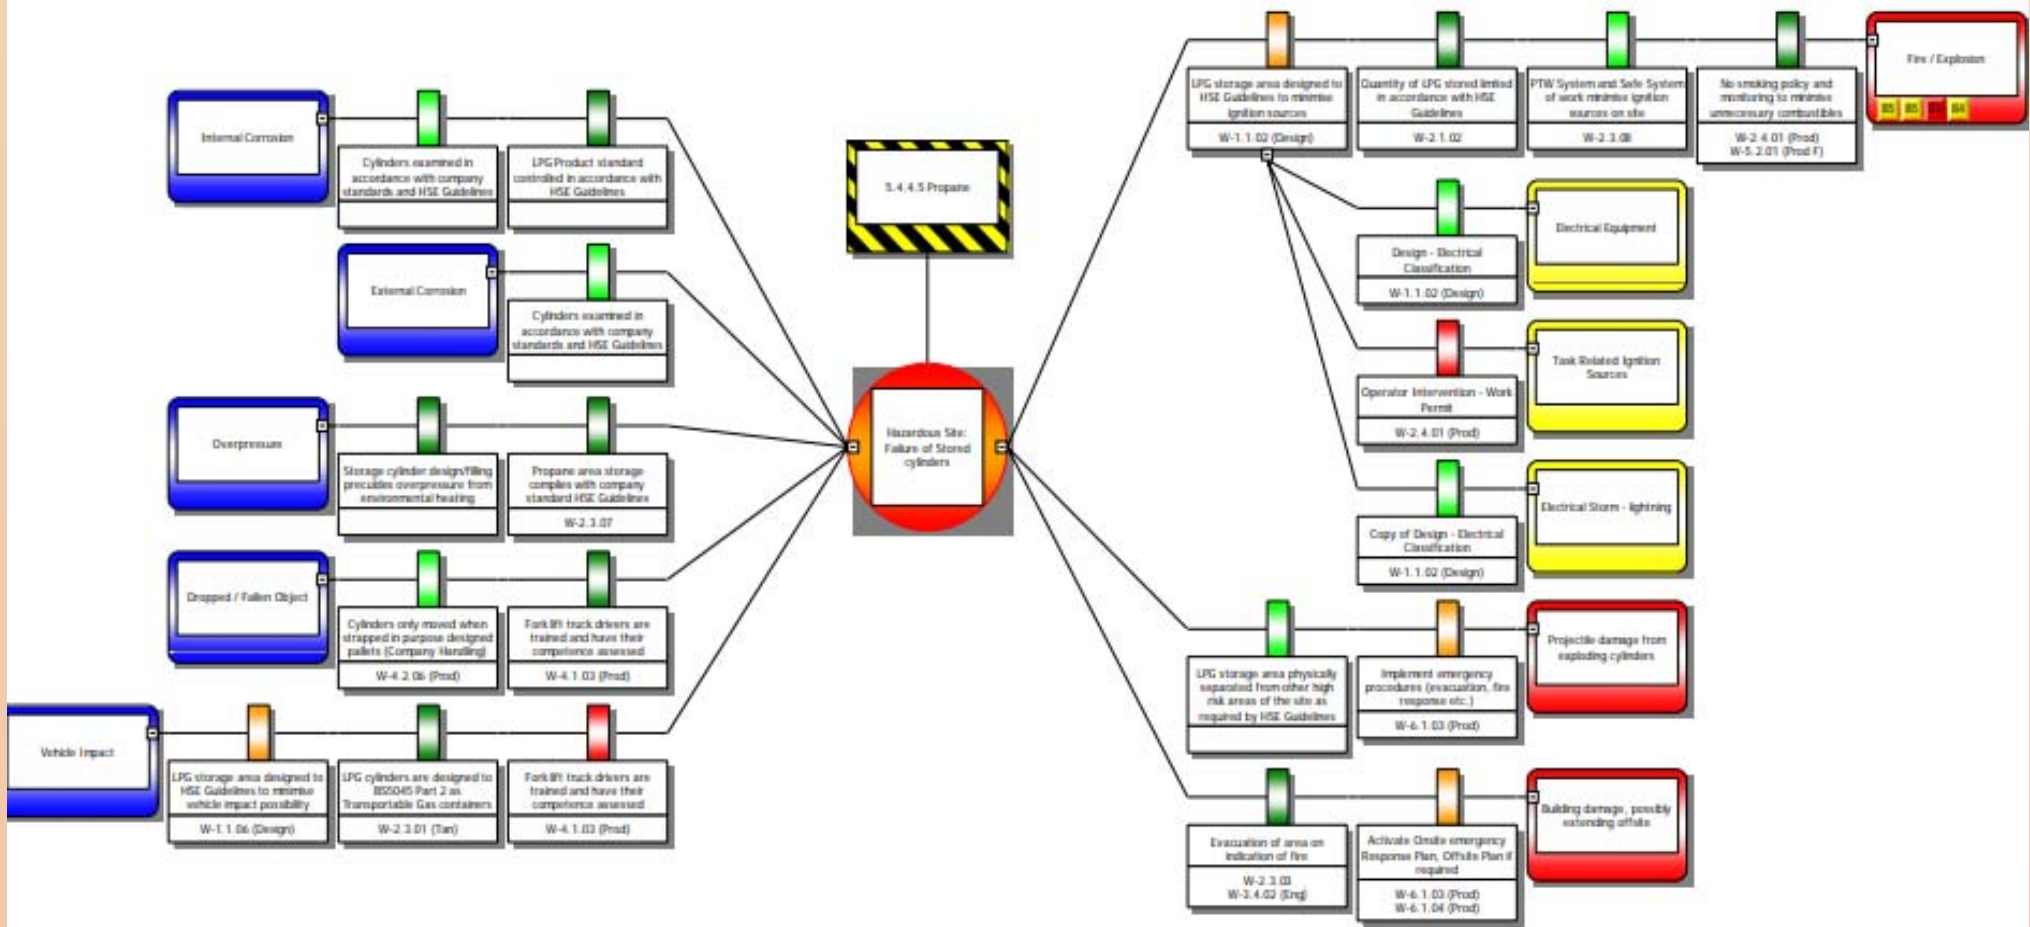 Internal Corrosion
Cylinders examined in
accordance with company
standards and HSE Guidelines
LPG Product standard
controlled in accordance with
HSE Guidelines
External Corrosion
Cylinders examined in
accordance with company
standards and HSE Guidelines
Overpressure
Storage cylinder design/filling
precuides overpressure from
environmental heating
Propane area storage
complies with company
standard HSE Guidelines
W-2.3.07
Dropped / Fallen Object
Cylinders only moved when
strapped in purpose designed
pallets (Company Handling)
W-4.2.06 (Prod)
Fork lift truck drivers are
trained and have their
competence assessed
W-4.1.03 (Prod)
Vehicle Impact
LPG storage area designed to
HSE Guidelines to minimise
vehicle impact possibility
W-1.1.06 (Design)
LPG cylinders are designed to
BS5045 Part 2 as
Transportable Gas containers
W-2.3.01 (Tan)
Fork lift truck drivers are
trained and have their
competence assessed
W-4.1.03 (Prod)
5.4.4.5 Propane
Hazardous Site:
Failure of Stored
cylinders
LPG storage area designed to
HSE Guidelines to minimise
ignition sources
W-1.1.02 (Design)
Quantity of LPG stored limited
in accordance with HSE
Guidelines
W-2.1.02
PTW System and Safe System
of work minimise ignition
sources on site
W-2.3.08
No smoking policy and
monitoring to minimise
unnecessary combustibles
W-2.4.01 (Prod)
W-5.2.01 (Prod F)
Fire / Explosion
Design - Electrical
Classification
W-1.1.02 (Design)
Electrical Equipment
Operator Intervention - Work
Permit
W-2.4.01 (Prod)
Task Related Ignition
Sources
Copy of Design - Electrical
Classification
W-1.1.02 (Design)
Electrical Storm - lightning
LPG storage area physically
separated from other high
risk areas of the site as
required by HSE Guidelines
Implement emergency
procedures (evacuation, fire
response etc.)
W-6.1.03 (Prod)
Projectile damage from
exploding cylinders
Evacuation of area on
indication of fire
W-2.3.03
W-3.4.02 (Eng)
Activate Onsite emergency
Response Plan, Offsite Plan if
required
W-6.1.03 (Prod)
W-6.1.04 (Prod)
Building damage, possibly
extending offsite